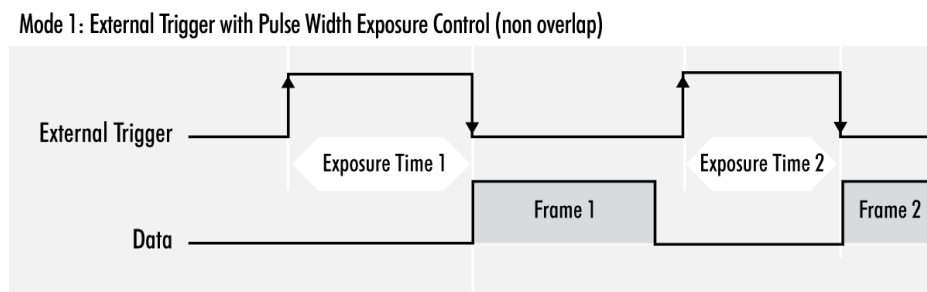 Mode 1: External Trigger with Pulse Width Exposure Control (non overlap)
External Trigger
Exposure Time 1
Exposure Time 2
Data
Frame 1
Frame 2